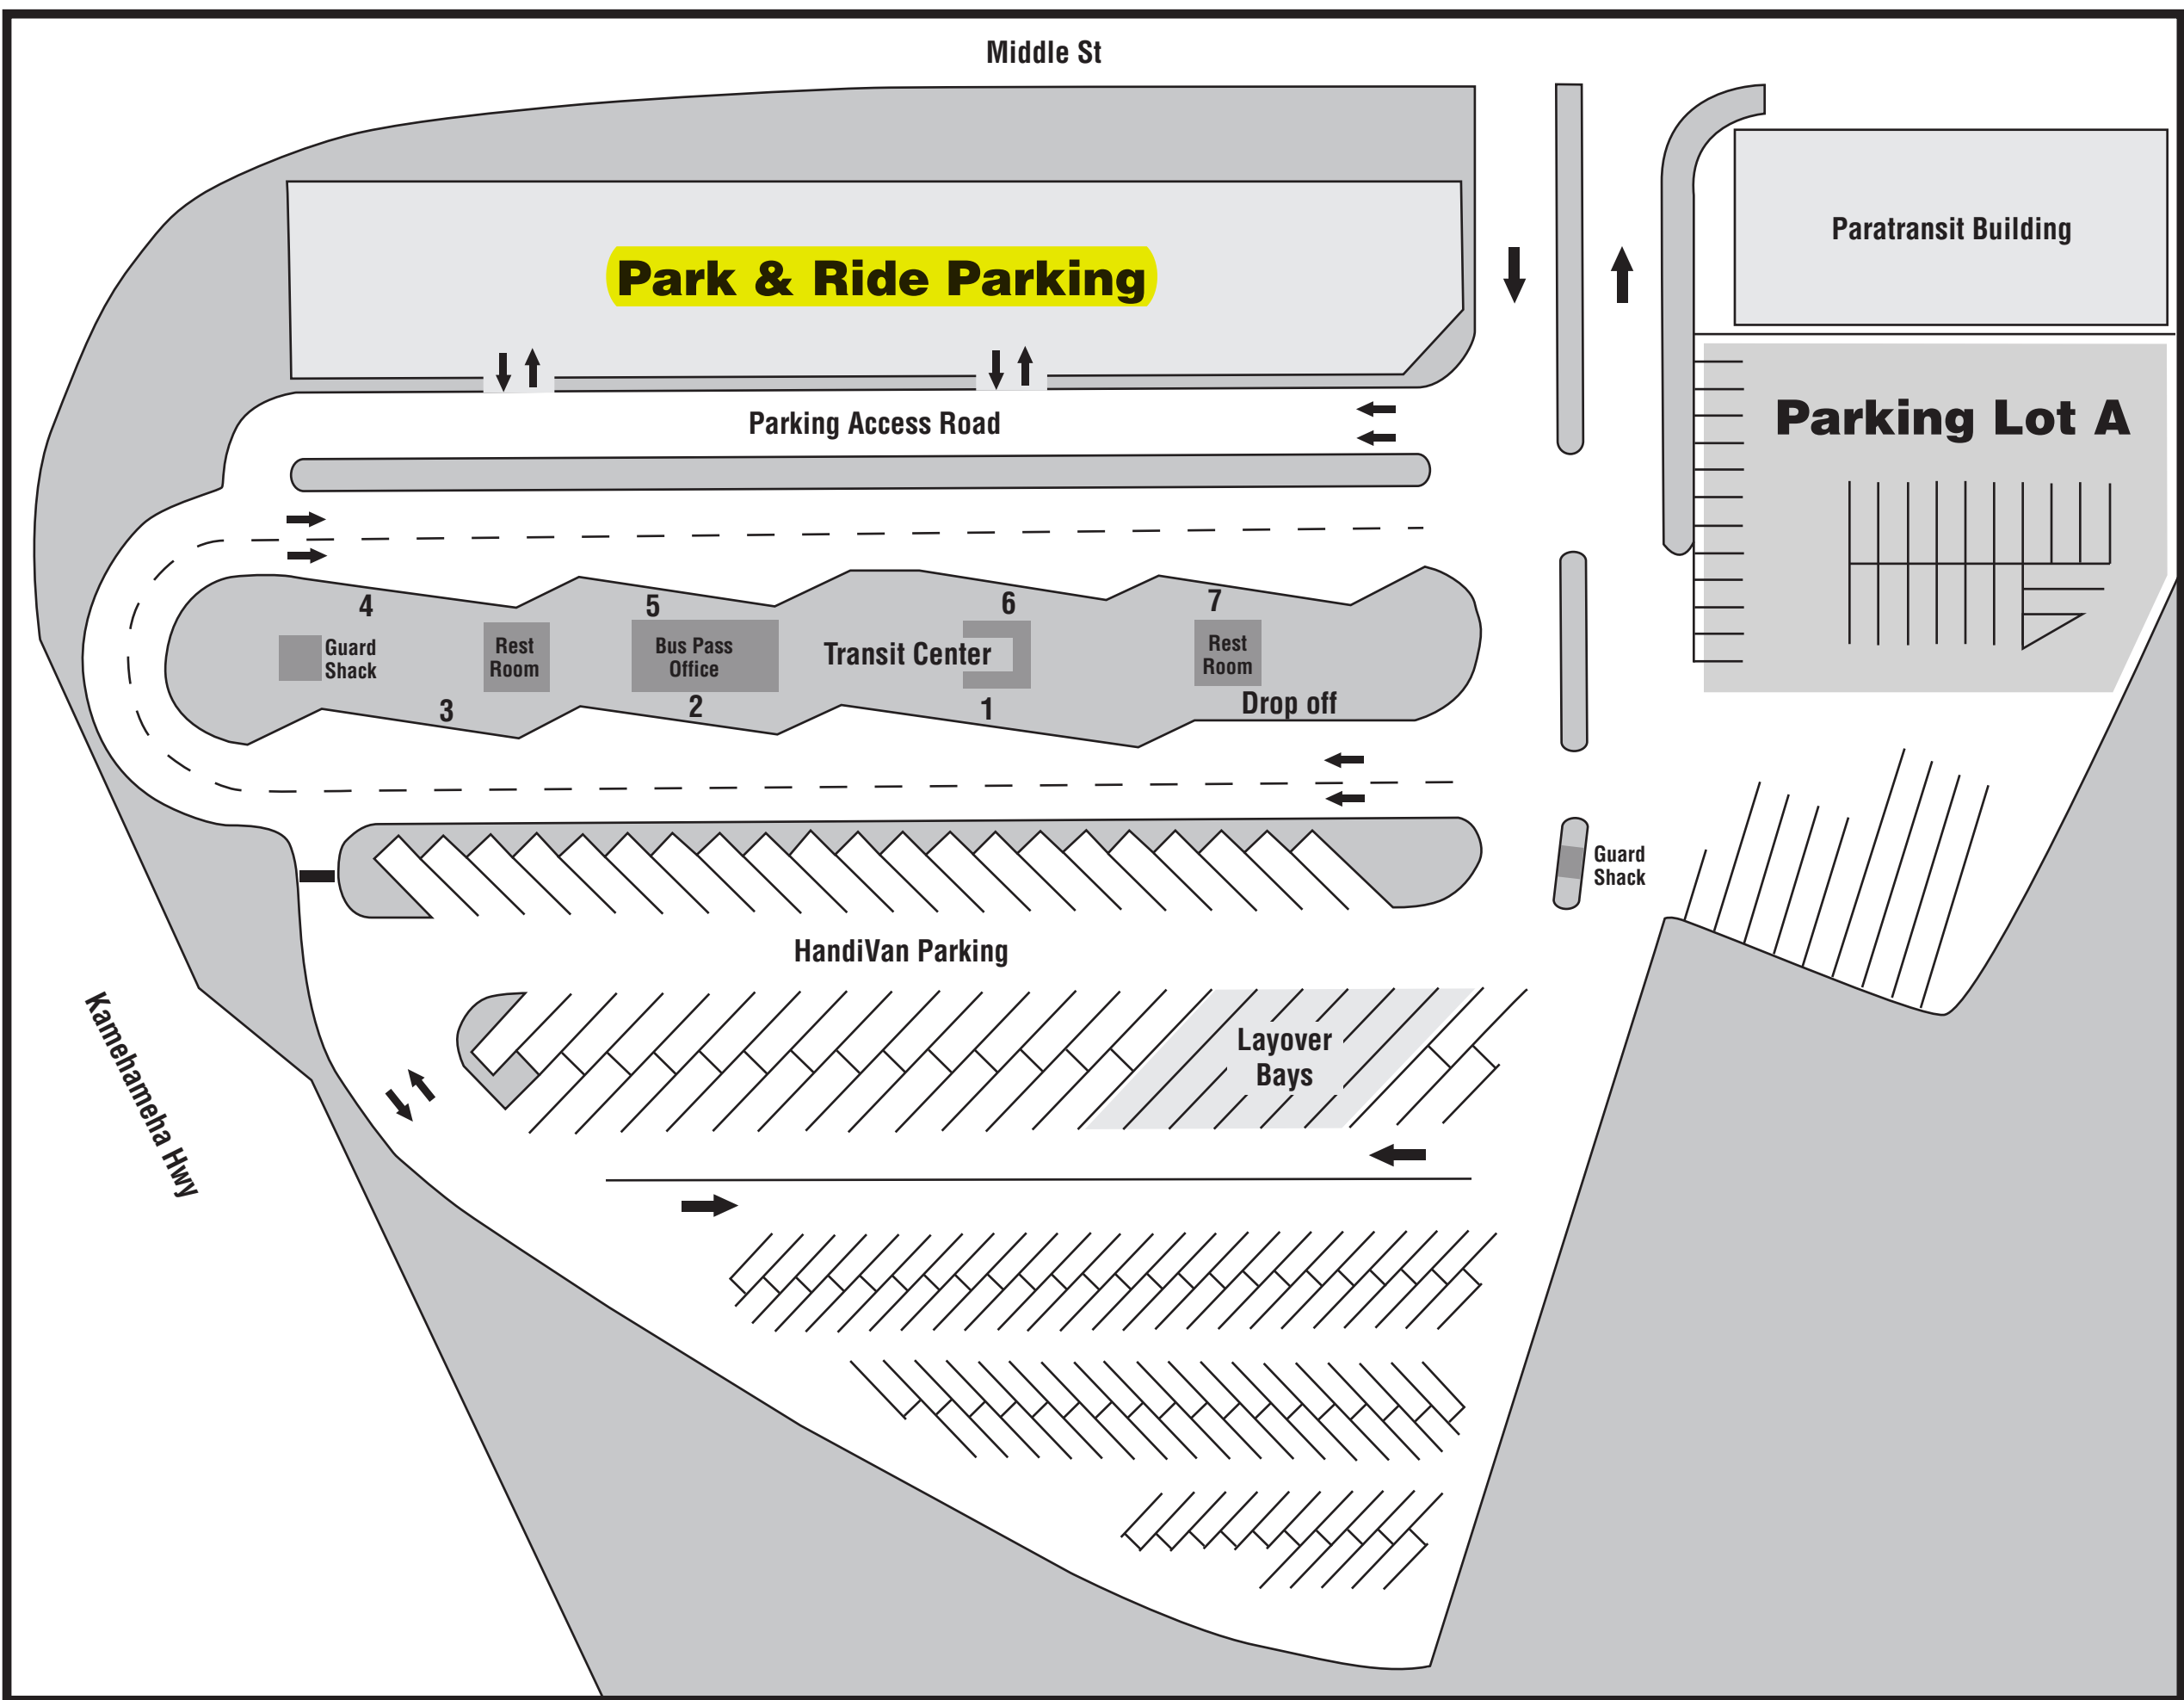 Middle St
Paratransit Building
Park & Ride Parking
Parking Lot A
Parking Access Road
4
5
6
7
Guard
Shack
Rest
Room
Bus Pass
Office
Transit Center
Rest
Room
3
2
1
Drop off
Guard
Shack
HandiVan Parking
Layover
Bays
Kamehameha Hwy